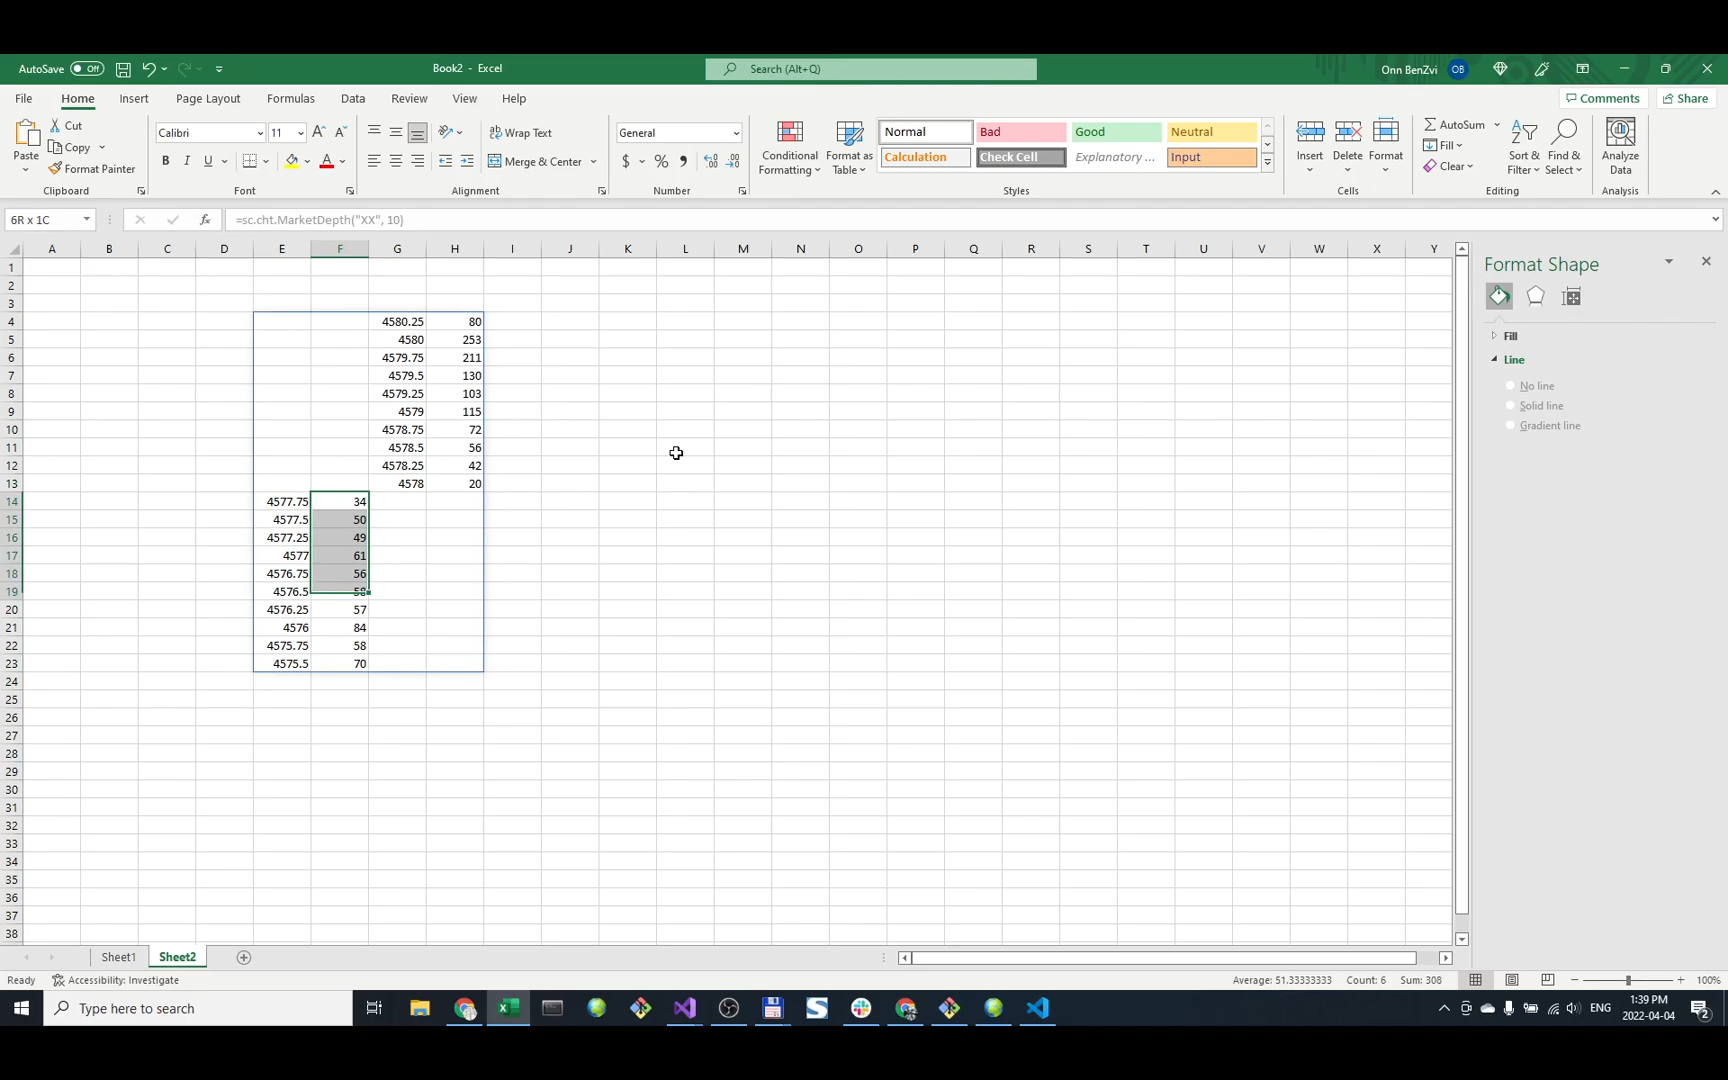 AutoSave Off Book2 - Excel Search (Alt+Q) Onn BenZvi OB
File Home Insert Page Layout Formulas Data Review View Help Comments Share
Paste Cut Copy Format Painter Clipboard
Calibri 11 B I U Font
Wrap Text Merge & Center Alignment
General $ % Number
Conditional Formatting Format as Table
Normal Bad Good Neutral
Calculation Check Cell Explanatory ... Input
Styles
Insert Delete Format Cells
AutoSum Fill Clear Sort & Filter Find & Select Editing
Analyze Data Analysis
6R x 1C fx =sc.cht.MarketDepth("XX", 10)
A B C D E F G H I J K L M N O P Q R S T U V W X Y
1
2
3
4 4580.25 80
5 4580 253
6 4579.75 211
7 4579.5 130
8 4579.25 103
9 4579 115
10 4578.75 72
11 4578.5 56
12 4578.25 42
13 4578 20
14 4577.75 34
15 4577.5 50
16 4577.25 49
17 4577 61
18 4576.75 56
19 4576.5 58
20 4576.25 57
21 4576 84
22 4575.75 58
23 4575.5 70
24
25
26
27
28
29
30
31
32
33
34
35
36
37
38
Format Shape
Fill
Line
No line
Solid line
Gradient line
Sheet1 Sheet2
Ready Accessibility: Investigate Average: 51.33333333 Count: 6 Sum: 308 100%
Type here to search ENG 1:39 PM
2022-04-04 2